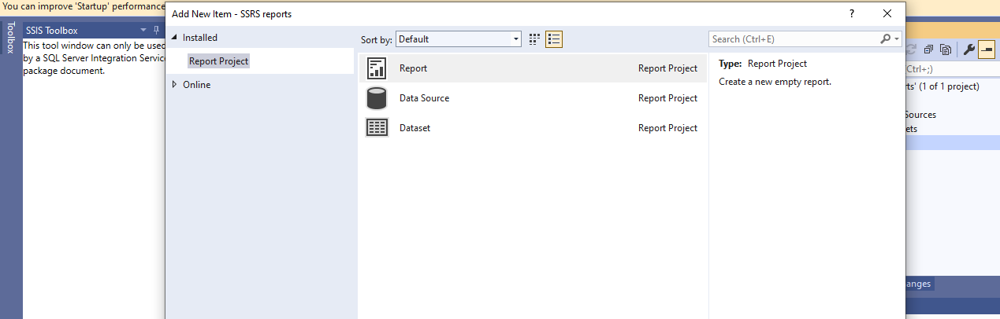 You can improve 'Startup' performance
Add New Item - SSRS reports
?
Toolbox
SSIS Toolbox
This tool window can only be used
by a SQL Server Integration Service
package document.
Installed
Report Project
Online
Sort by: Default
Search (Ctrl+E)
Report Report Project
Data Source Report Project
Dataset Report Project
Type: Report Project
Create a new empty report.
Ctrl+;)
rts' (1 of 1 project)
Sources
ets
anges